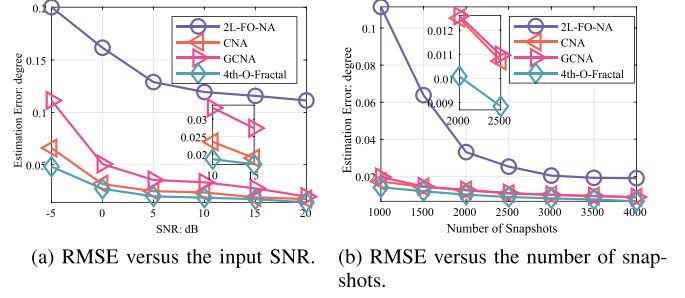 0.15
0.1
0.05
Estimation Error: degree
2L-FO-NA
CNA
GCNA
4th-O-Fractal
0.03
0.025
0.02
10 15
-5 0 5 10 15 20
SNR: dB
(a) RMSE versus the input SNR.
0.1
0.08
0.06
0.04
0.02
Estimation Error: degree
0.012
0.011
0.01
0.009
2000 2500
2L-FO-NA
CNA
GCNA
4th-O-Fractal
1000 1500 2000 2500 3000 3500 4000
Number of Snapshots
(b) RMSE versus the number of snap-
shots.